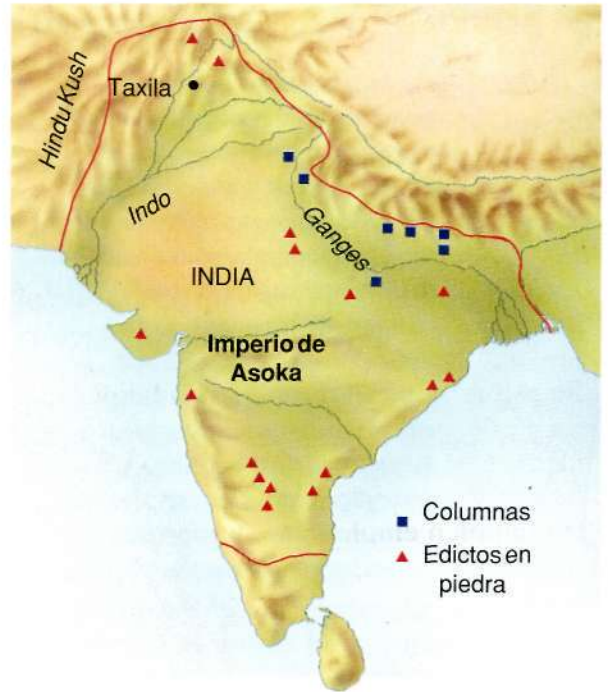 Hindu Kush
Taxila
Indo
Ganges
INDIA
Imperio de
Asoka
Columnas
Edictos en
piedra